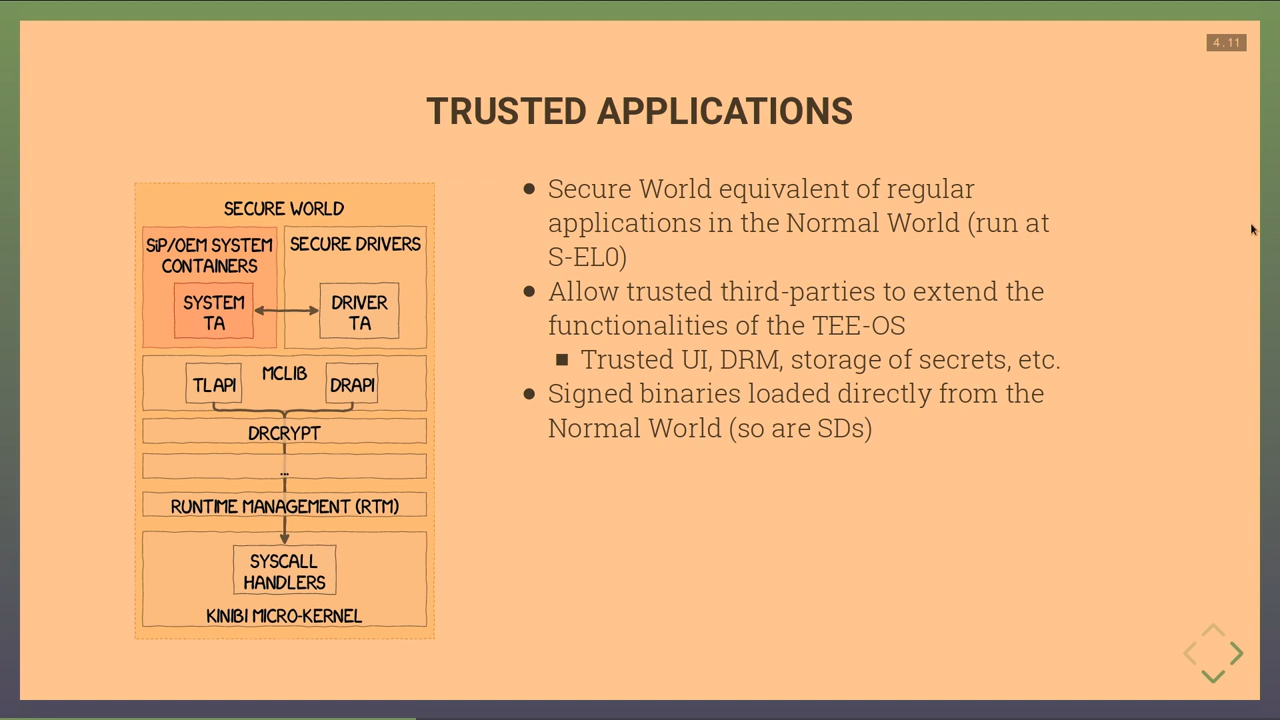 4.11
TRUSTED APPLICATIONS
SECURE WORLD
SiP/OEM SYSTEM
CONTAINERS
SYSTEM
TA
SECURE DRIVERS
DRIVER
TA
TLAPI
MCLIB
DRAPI
DRCRYPT
...
RUNTIME MANAGEMENT (RTM)
SYSCALL
HANDLERS
KINIBI MICRO-KERNEL
● Secure World equivalent of regular
applications in the Normal World (run at
S-EL0)
● Allow trusted third-parties to extend the
functionalities of the TEE-OS
■ Trusted UI, DRM, storage of secrets, etc.
● Signed binaries loaded directly from the
Normal World (so are SDs)